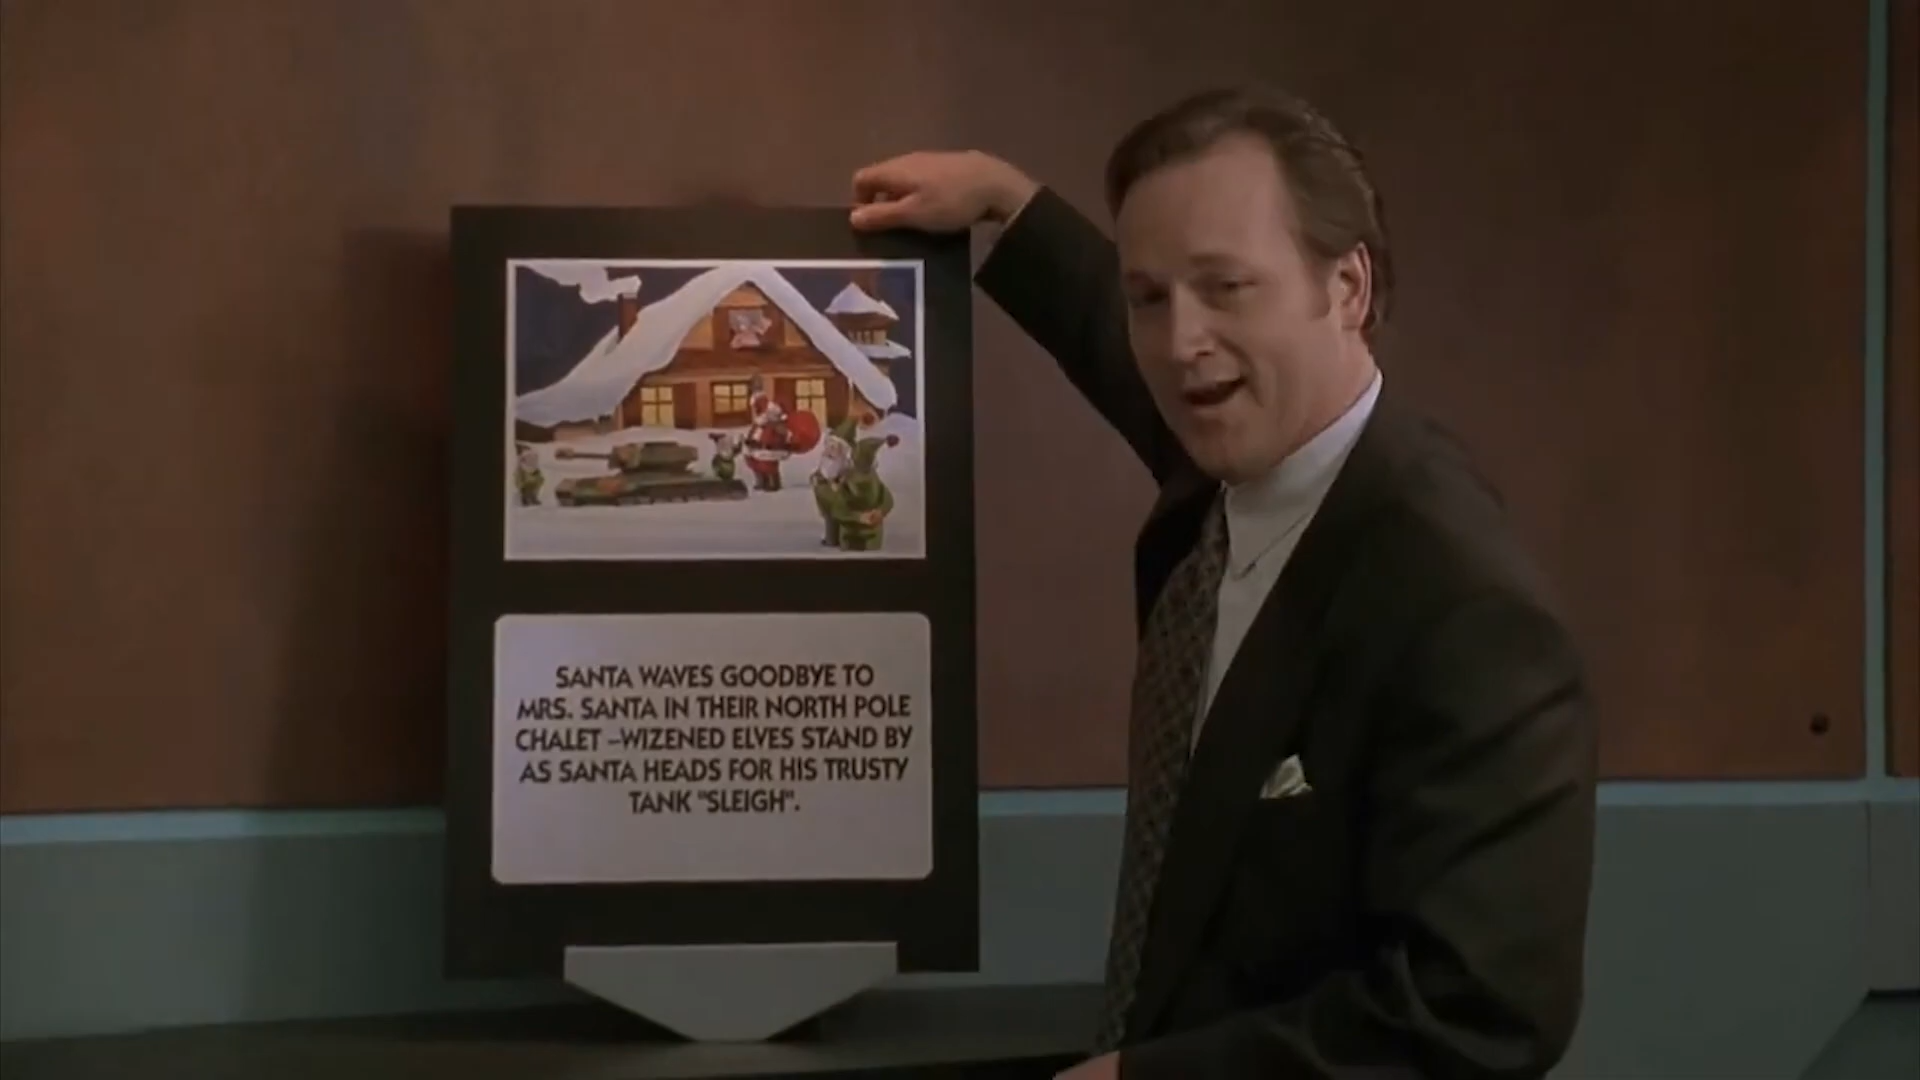 SANTA WAVES GOODBYE TO
MRS. SANTA IN THEIR NORTH POLE
CHALET –WIZENED ELVES STAND BY
AS SANTA HEADS FOR HIS TRUSTY
TANK "SLEIGH".